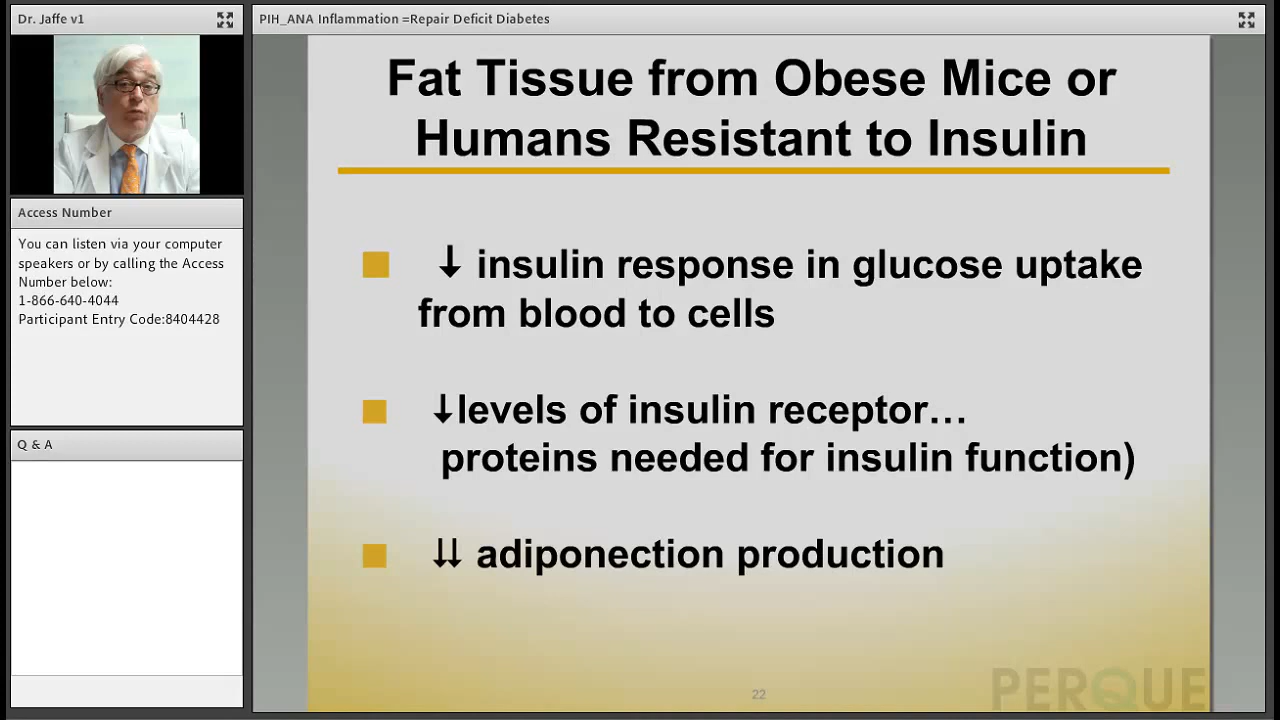 Dr. Jaffe v1
PIH_ANA Inflammation =Repair Deficit Diabetes
Access Number
You can listen via your computer
speakers or by calling the Access
Number below:
1-866-640-4044
Participant Entry Code:8404428
Q & A
Fat Tissue from Obese Mice or
Humans Resistant to Insulin
↓ insulin response in glucose uptake
from blood to cells
↓levels of insulin receptor…
proteins needed for insulin function)
↓↓ adiponection production
22
PERQUE